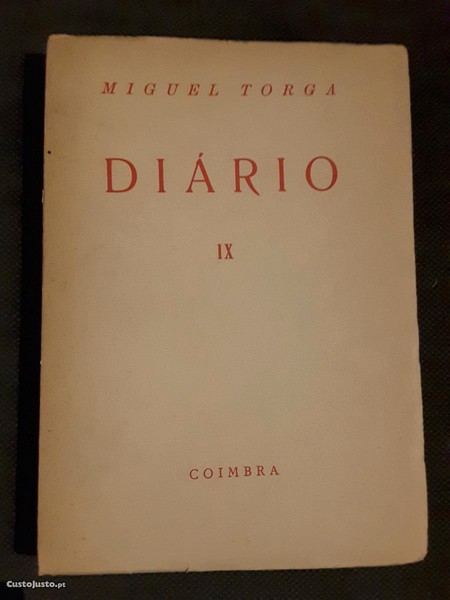 MIGUEL TORGA
DIÁRIO
IX
COIMBRA
CustoJusto.pt